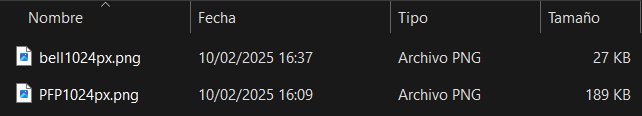 Nombre Fecha Tipo Tamaño
bell1024px.png 10/02/2025 16:37 Archivo PNG 27 KB
PFP1024px.png 10/02/2025 16:09 Archivo PNG 189 KB